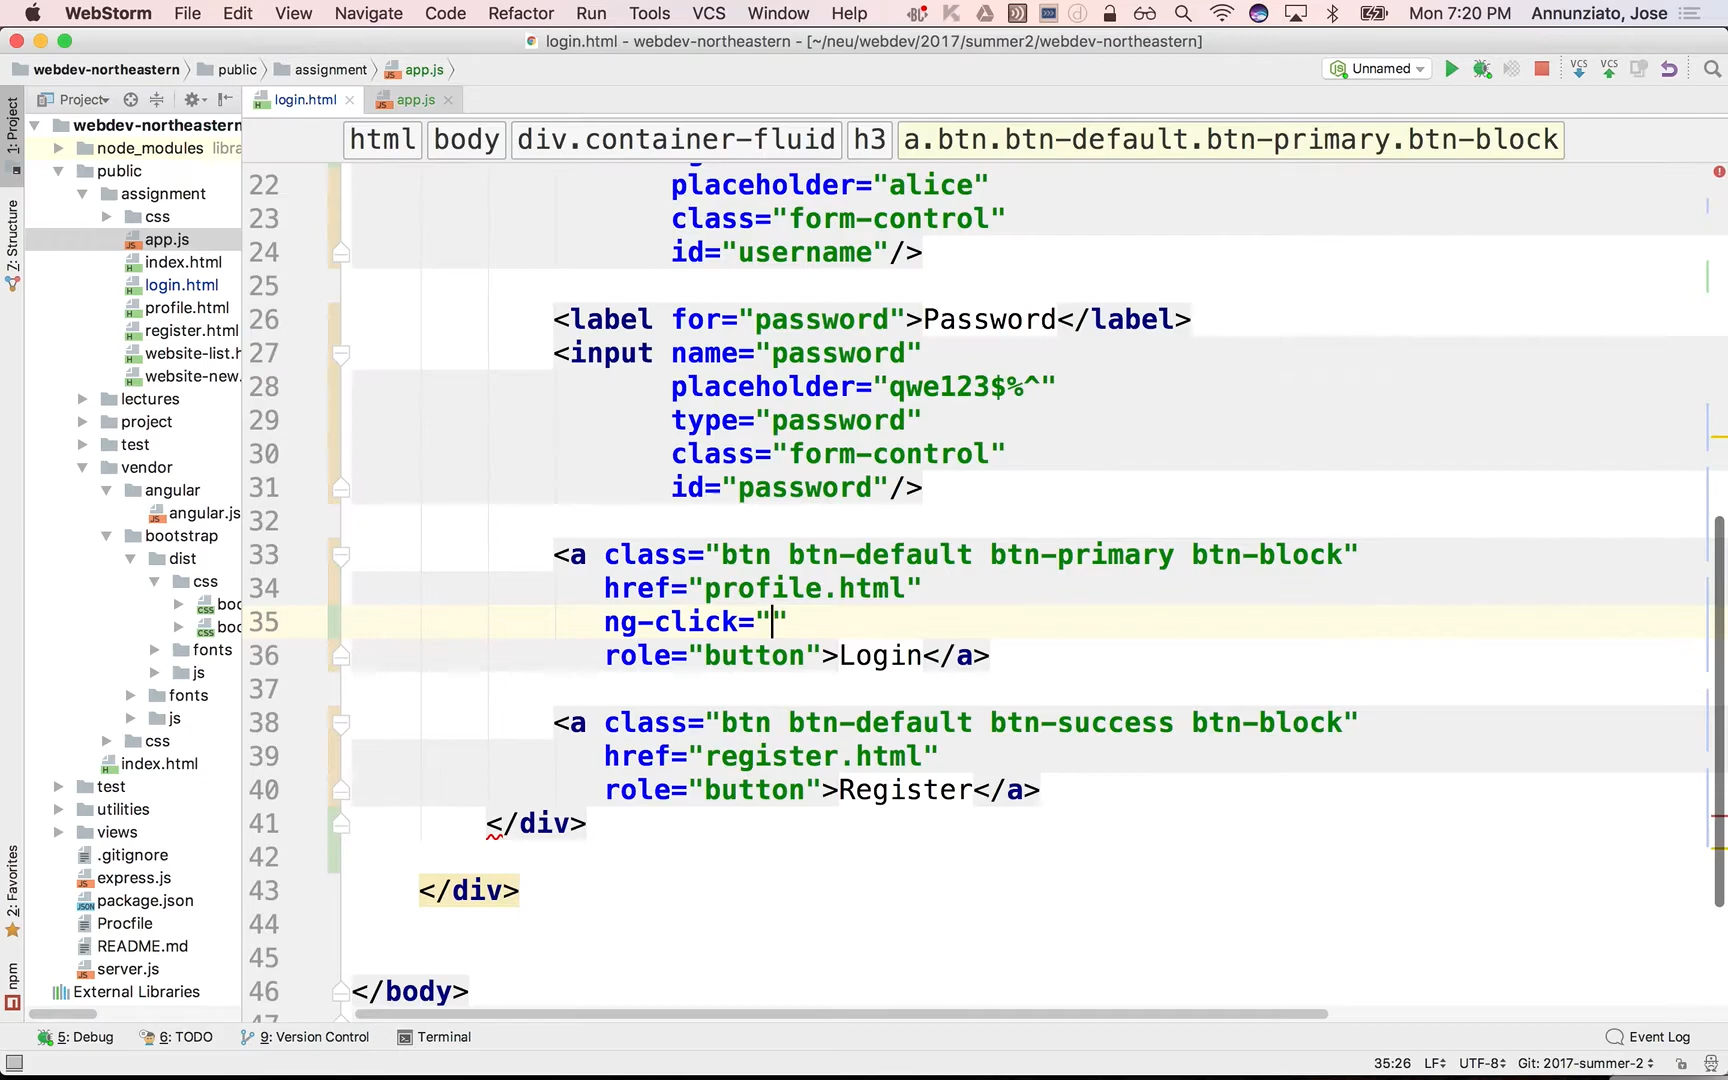 WebStorm File Edit View Navigate Code Refactor Run Tools VCS Window Help Mon 7:20 PM Annunziato, Jose
login.html - webdev-northeastern - [~/neu/webdev/2017/summer2/webdev-northeastern]
webdev-northeastern public assignment app.js Unnamed VCS VCS
Project login.html app.js
html body div.container-fluid h3 a.btn.btn-default.btn-primary.btn-block
1: Project
7: Structure
2: Favorites
npm
webdev-northeastern
node_modules libra
public
assignment
css
app.js
index.html
login.html
profile.html
register.html
website-list.h
website-new.
lectures
project
test
vendor
angular
angular.js
bootstrap
dist
css
boo
boo
fonts
js
fonts
js
css
index.html
test
utilities
views
.gitignore
express.js
package.json
Procfile
README.md
server.js
External Libraries
22 placeholder="alice"
23 class="form-control"
24 id="username"/>
25
26 <label for="password">Password</label>
27 <input name="password"
28 placeholder="qwe123$%^"
29 type="password"
30 class="form-control"
31 id="password"/>
32
33 <a class="btn btn-default btn-primary btn-block"
34 href="profile.html"
35 ng-click=""
36 role="button">Login</a>
37
38 <a class="btn btn-default btn-success btn-block"
39 href="register.html"
40 role="button">Register</a>
41 </div>
42
43 </div>
44
45
46 </body>
5: Debug 6: TODO 9: Version Control Terminal Event Log
35:26 LF UTF-8 Git: 2017-summer-2